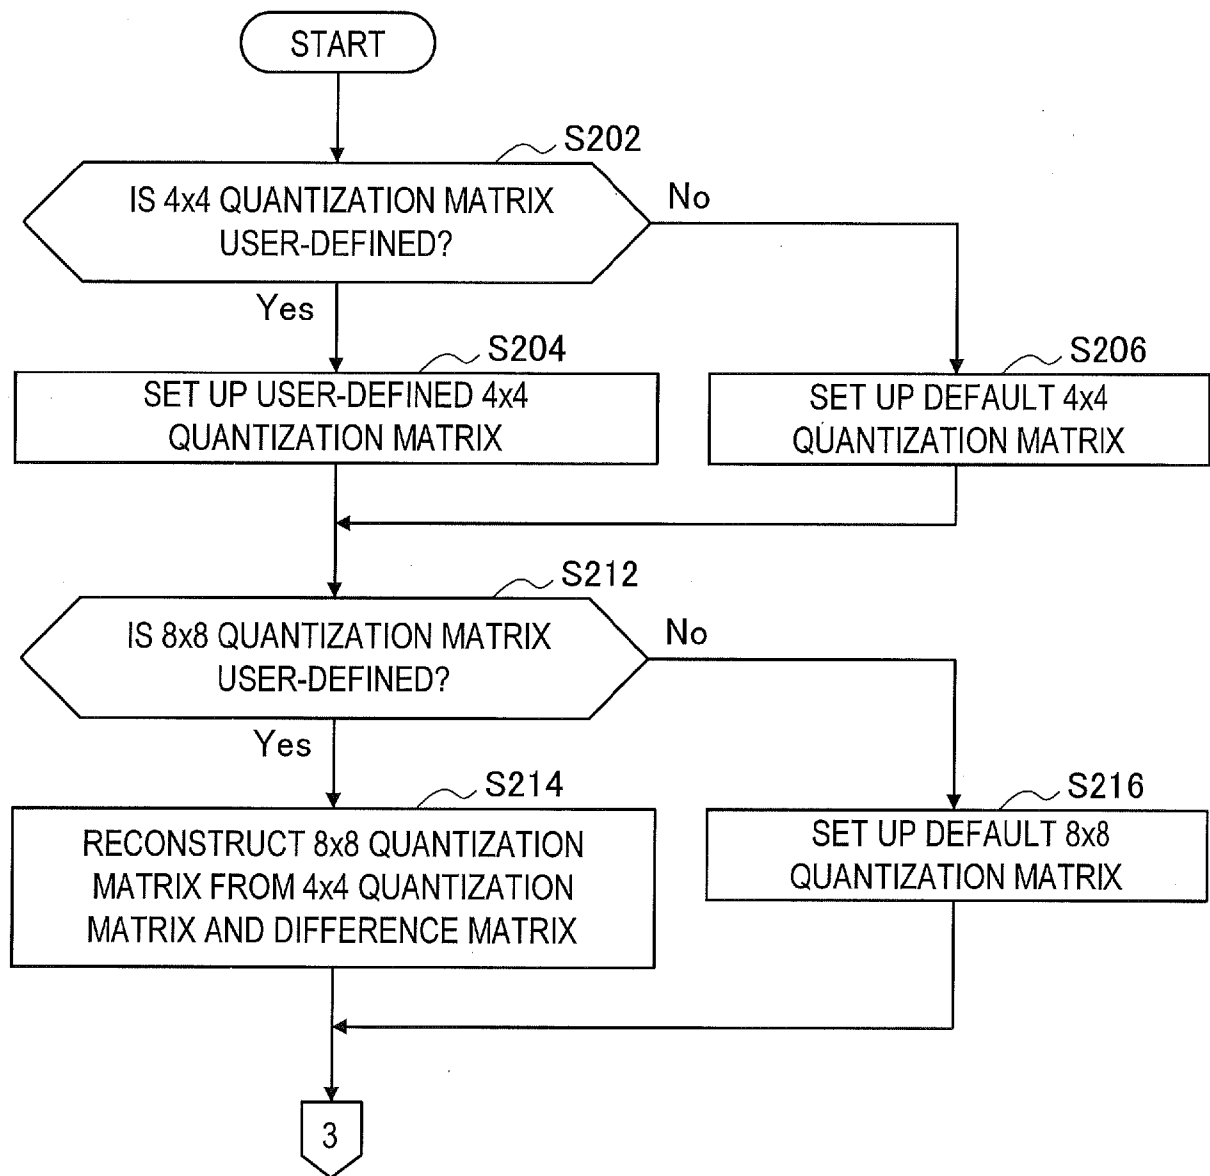 START
S202
IS 4x4 QUANTIZATION MATRIX
USER-DEFINED?
No
Yes
S204
SET UP USER-DEFINED 4x4
QUANTIZATION MATRIX
S206
SET UP DEFAULT 4x4
QUANTIZATION MATRIX
S212
IS 8x8 QUANTIZATION MATRIX
USER-DEFINED?
No
Yes
S214
RECONSTRUCT 8x8 QUANTIZATION
MATRIX FROM 4x4 QUANTIZATION
MATRIX AND DIFFERENCE MATRIX
S216
SET UP DEFAULT 8x8
QUANTIZATION MATRIX
3